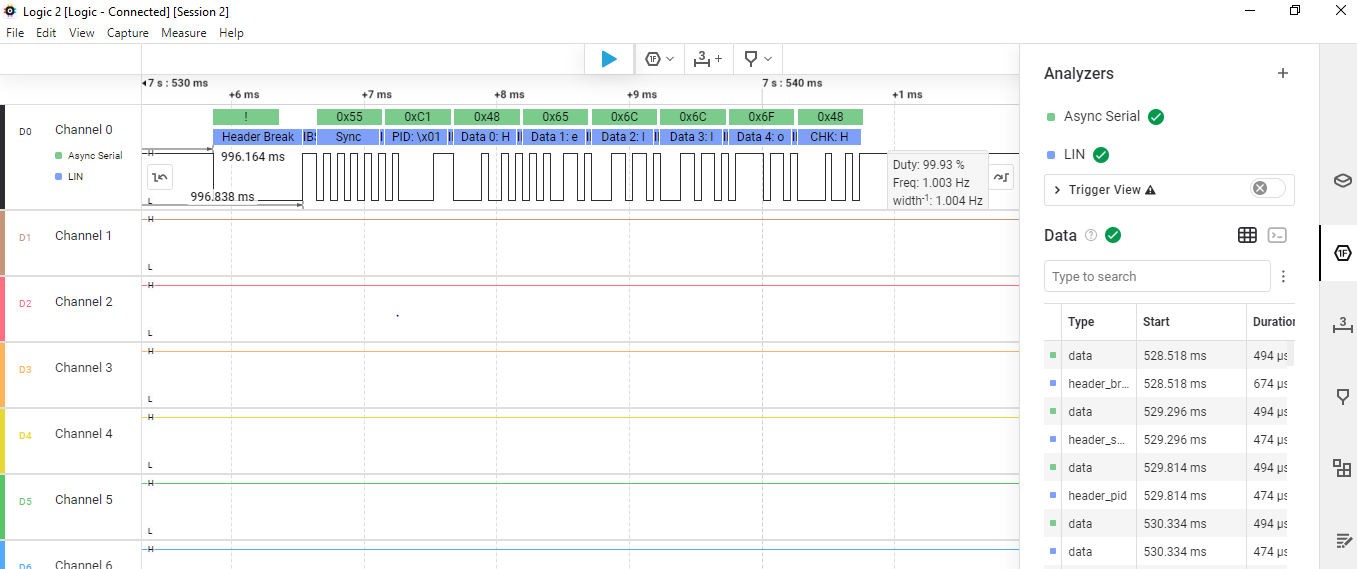 Logic 2 [Logic - Connected] [Session 2]
File Edit View Capture Measure Help
1F 3 +
7 s : 530 ms 7 s : 540 ms
+6 ms +7 ms +8 ms +9 ms +1 ms
D0 Channel 0
Async Serial
LIN
! 0x55 0xC1 0x48 0x65 0x6C 0x6C 0x6F 0x48
Header Break IBS Sync PID: \x01 Data 0: H Data 1: e Data 2: l Data 3: l Data 4: o CHK: H
H
996.164 ms
996.838 ms
L
Duty: 99.93 %
Freq: 1.003 Hz
width-1: 1.004 Hz
D1 Channel 1
H
L
D2 Channel 2
H
L
D3 Channel 3
H
L
D4 Channel 4
H
L
D5 Channel 5
H
L
D6 Channel 6
H
Analyzers +
Async Serial
LIN
Trigger View
Data
Type to search
Type Start Duration
data 528.518 ms 494 µs
header_br... 528.518 ms 674 µs
data 529.296 ms 494 µs
header_s... 529.296 ms 474 µs
data 529.814 ms 494 µs
header_pid 529.814 ms 474 µs
data 530.334 ms 494 µs
data 530.334 ms 474 µs
1F
3